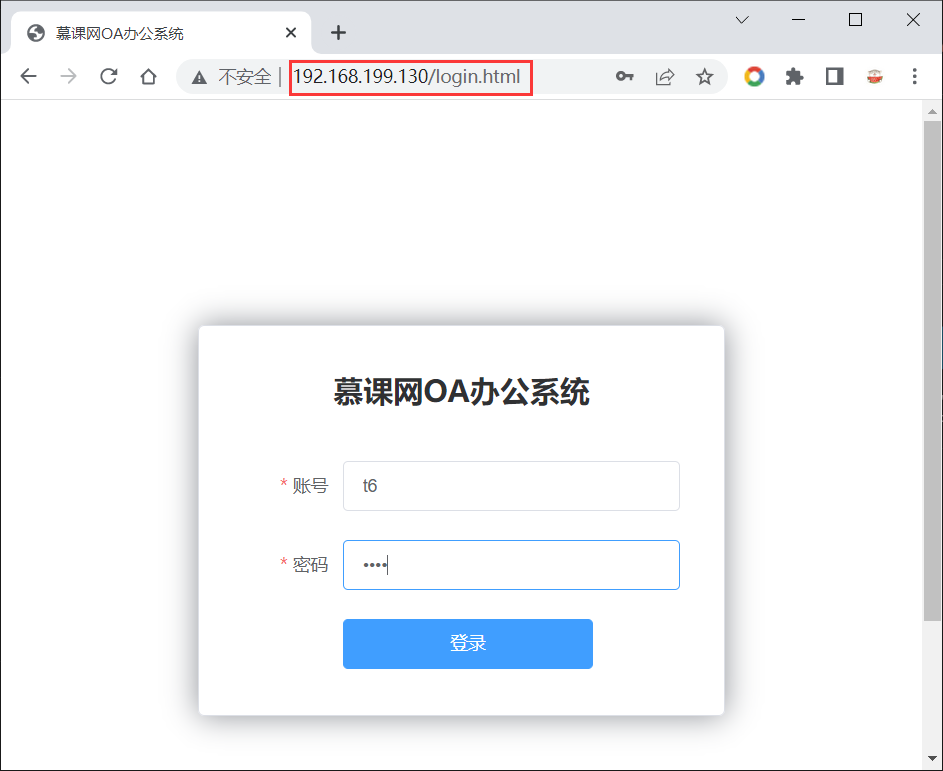 慕课网OA办公系统
不安全 | 192.168.199.130/login.html
慕课网OA办公系统
* 账号 t6
* 密码 ••••
登录